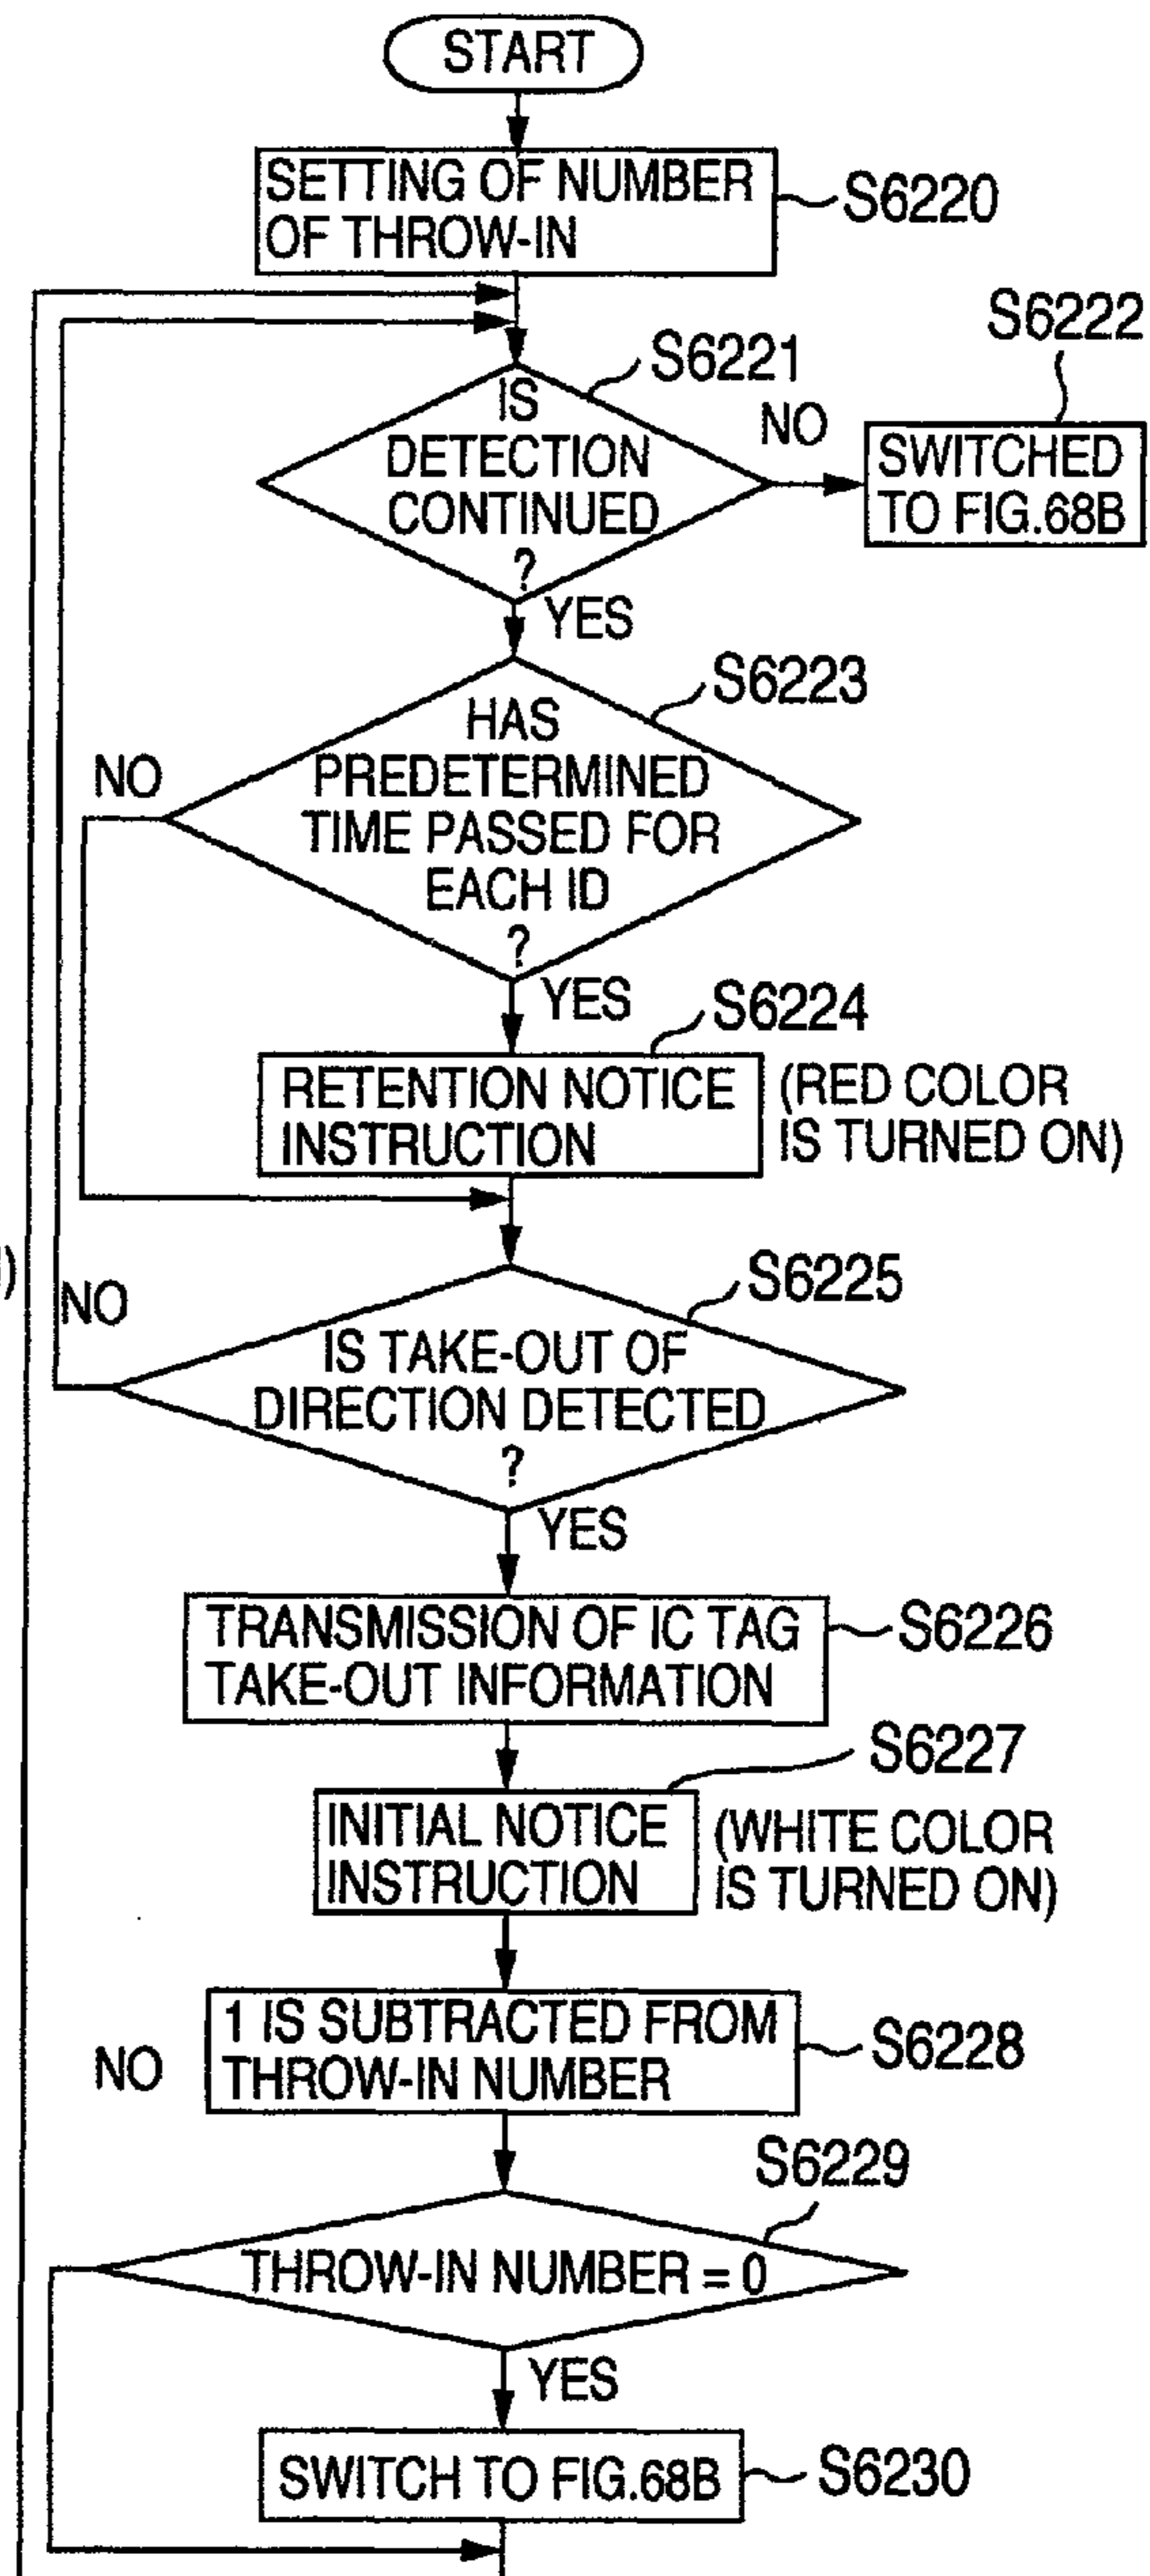 START
SETTING OF NUMBER
OF THROW-IN
S6220
S6221
S6222
IS
DETECTION
CONTINUED
?
NO
SWITCHED
TO FIG.68B
YES
S6223
HAS
PREDETERMINED
TIME PASSED FOR
EACH ID
?
NO
YES
S6224
RETENTION NOTICE
INSTRUCTION
(RED COLOR
IS TURNED ON)
)
S6225
NO
IS TAKE-OUT OF
DIRECTION DETECTED
?
YES
TRANSMISSION OF IC TAG
TAKE-OUT INFORMATION
S6226
S6227
INITIAL NOTICE
INSTRUCTION
(WHITE COLOR
IS TURNED ON)
1 IS SUBTRACTED FROM
THROW-IN NUMBER
S6228
NO
S6229
THROW-IN NUMBER = 0
YES
SWITCH TO FIG.68B
S6230